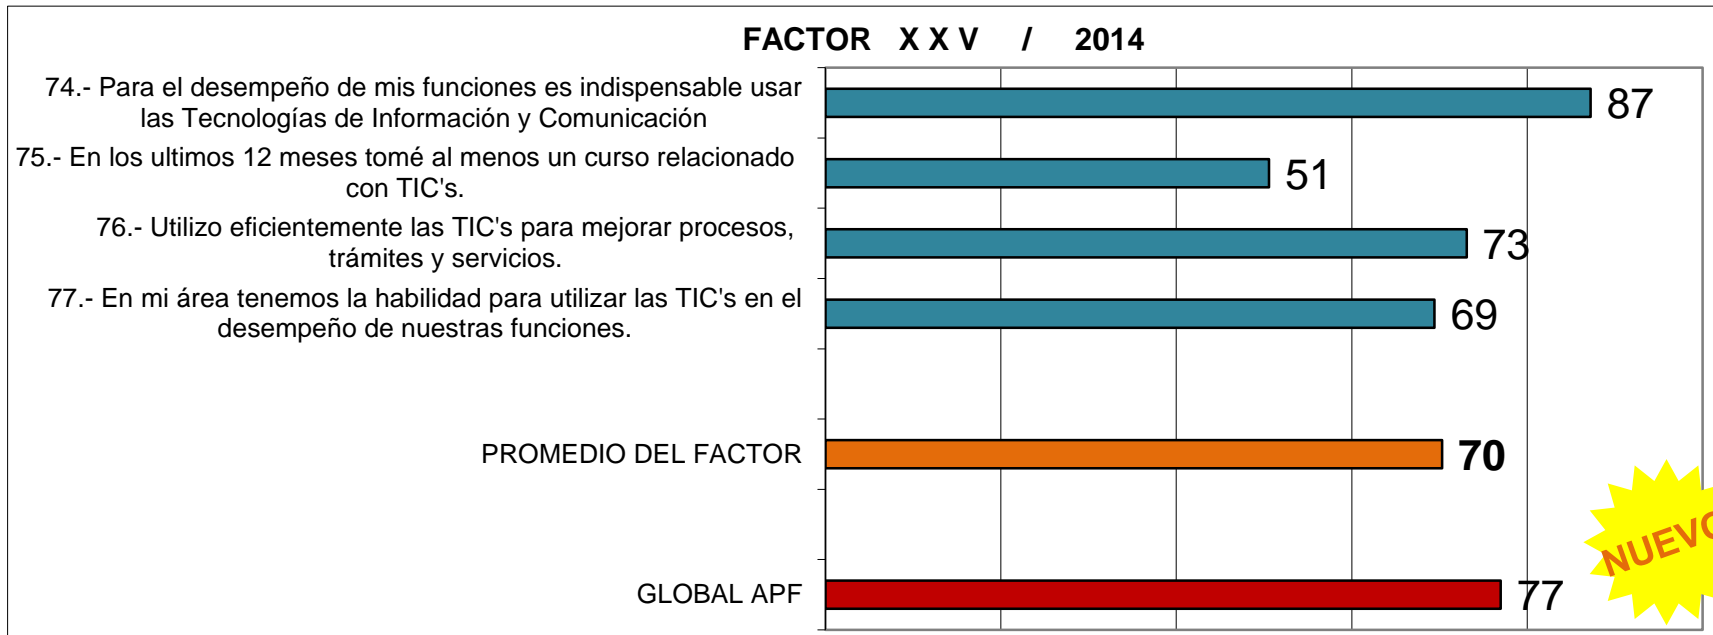 FACTOR X X V / 2014
74.- Para el desempeño de mis funciones es indispensable usar
las Tecnologías de Información y Comunicación
87
75.- En los ultimos 12 meses tomé al menos un curso relacionado
con TIC's.
51
76.- Utilizo eficientemente las TIC's para mejorar procesos,
trámites y servicios.
73
77.- En mi área tenemos la habilidad para utilizar las TIC's en el
desempeño de nuestras funciones.
69
PROMEDIO DEL FACTOR
70
NUEVO
GLOBAL APF
77